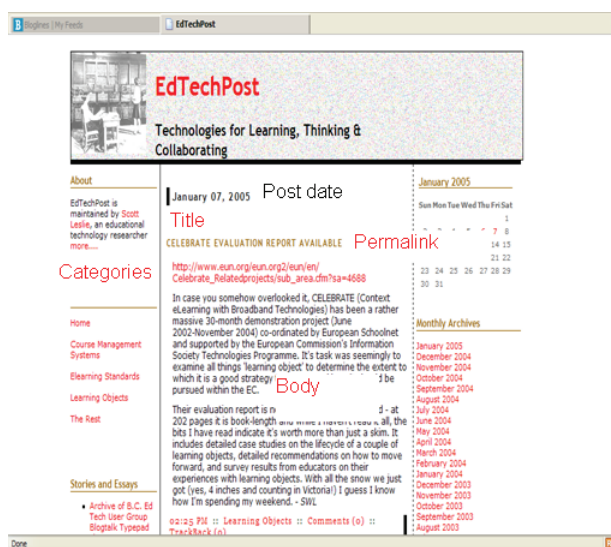 Bloglines | My Feeds
EdTechPost
EdTechPost
Technologies for Learning, Thinking &
Collaborating
About
EdTechPost is
maintained by Scott
Leslie, an educational
technology researcher
more....
Categories
Home
Course Management
Systems
Elearning Standards
Learning Objects
The Rest
Stories and Essays
• Archive of B.C. Ed
Tech User Group
Blogtalk Typepad
January 07, 2005
Post date
Title
CELEBRATE EVALUATION REPORT AVAILABLE
Permalink
http://www.eun.org/eun.org2/eun/en/
Celebrate_Relatedprojects/sub_area.cfm?sa=4688
In case you somehow overlooked it, CELEBRATE (Context
eLearning with Broadband Technologies) has been a rather
massive 30-month demonstration project (June
2002-November 2004) co-ordinated by European Schoolnet
and supported by the European Commission's Information
Society Technologies Programme. It's task was seemingly to
examine all things 'learning object' to determine the extent to
which it is a good strategy be
pursued within the EC.
Body
Their evaluation report is d - at
202 pages it is book-length and while I haven't read it all, the
bits I have read indicate it's worth more than just a skim. It
includes detailed case studies on the lifecycle of a couple of
learning objects, detailed recommendations on how to move
forward, and survey results from educators on their
experiences with learning objects. With all the snow we just
got (yes, 4 inches and counting in Victoria!) I guess I know
how I'm spending my weekend. - SWL
02:25 PM :: Learning Objects :: Comments (0) ::
TrackBack (0)
January 2005
Sun Mon Tue Wed Thu Fri Sat
1
7 8
14 15
21 22
23 24 25 26 27 28 29
30 31
Monthly Archives
January 2005
December 2004
November 2004
October 2004
September 2004
August 2004
July 2004
June 2004
May 2004
April 2004
March 2004
February 2004
January 2004
December 2003
November 2003
October 2003
September 2003
August 2003
Done